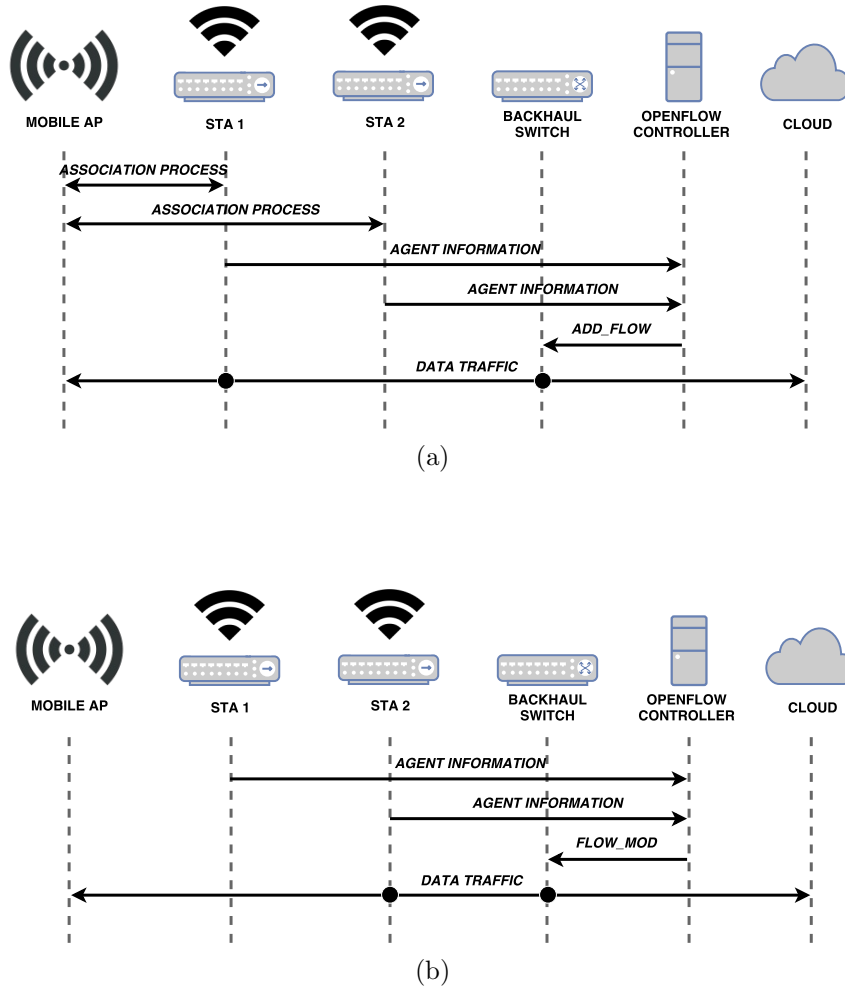 MOBILE AP
STA 1
STA 2
BACKHAUL
SWITCH
OPENFLOW
CONTROLLER
CLOUD
ASSOCIATION PROCESS
ASSOCIATION PROCESS
AGENT INFORMATION
AGENT INFORMATION
ADD_FLOW
DATA TRAFFIC
(a)
MOBILE AP
STA 1
STA 2
BACKHAUL
SWITCH
OPENFLOW
CONTROLLER
CLOUD
AGENT INFORMATION
AGENT INFORMATION
FLOW_MOD
DATA TRAFFIC
(b)